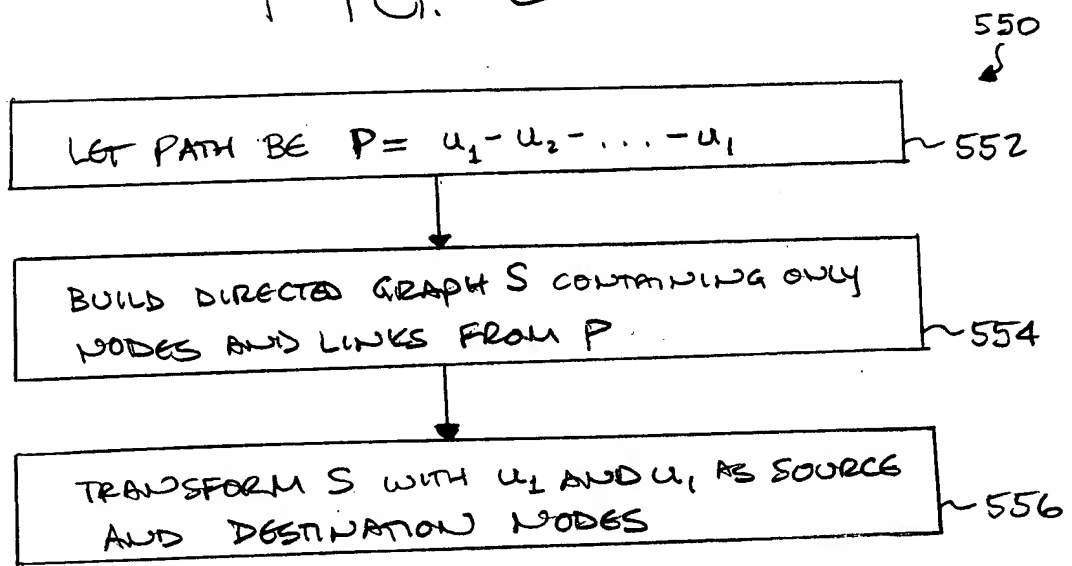 FIG.
550
LET PATH BE P= u₁- u₂- ... - u₁
552
BUILD DIRECTED GRAPH S CONTAINING ONLY
NODES AND LINKS FROM P
554
TRANSFORM S WITH u₁ AND u₁ AS SOURCE
AND DESTINATION NODES
556